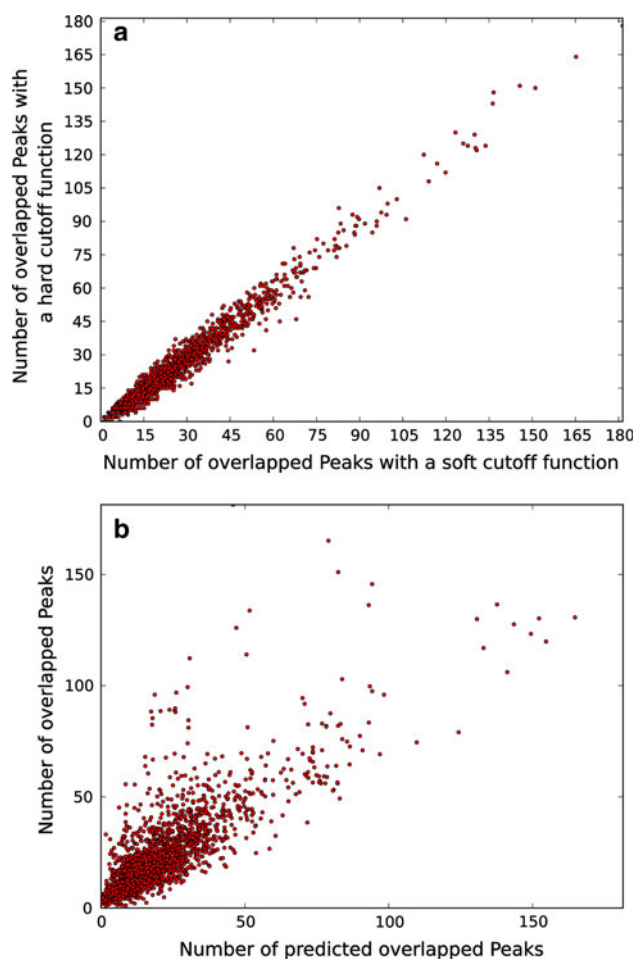 a
180
165
150
135
120
105
90
75
60
45
30
15
0
Number of overlapped Peaks with
a hard cutoff function
0 15 30 45 60 75 90 105 120 135 150 165 180
Number of overlapped Peaks with a soft cutoff function
b
150
100
50
0
Number of overlapped Peaks
0 50 100 150
Number of predicted overlapped Peaks